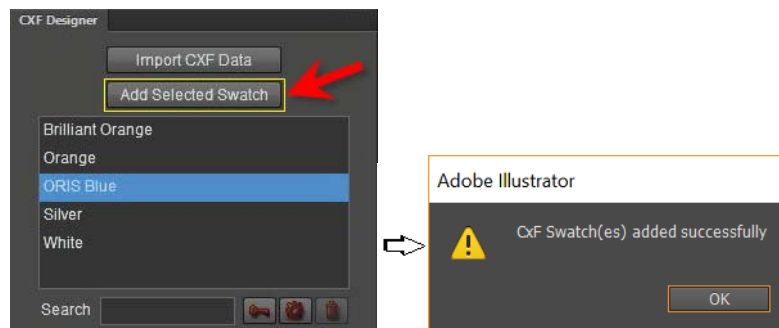 CXF Designer
Import CXF Data
Add Selected Swatch
Brilliant Orange
Orange
ORIS Blue
Silver
White
Search
Adobe Illustrator
CxF Swatch(es) added successfully
OK